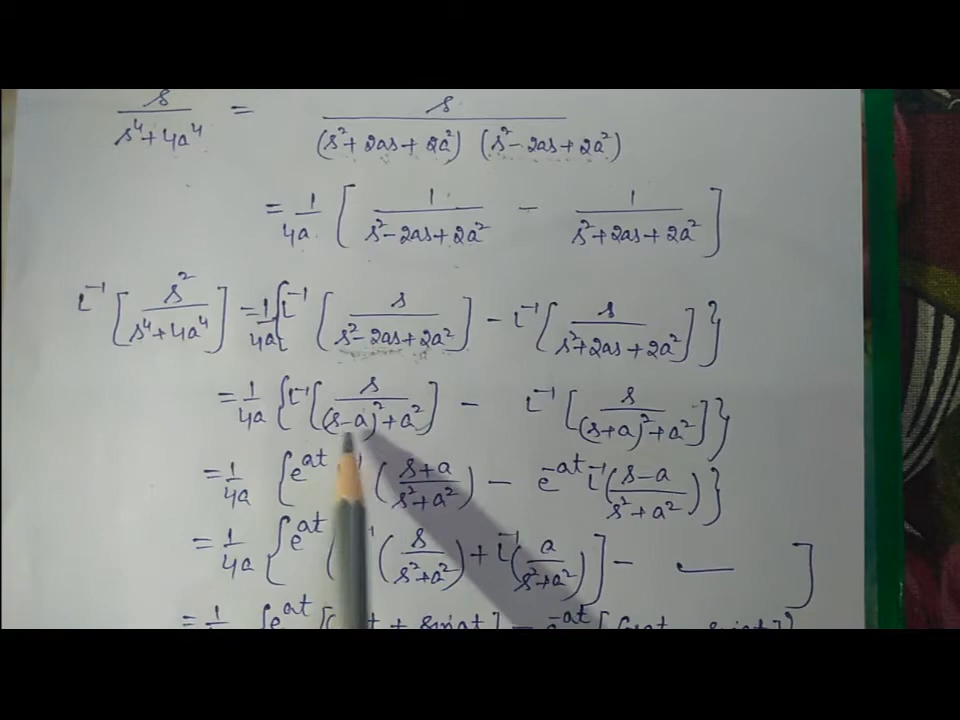 s/(s⁴+4a⁴) = s/((s²+2as+2a²) (s²-2as+2a²))
= 1/4a [ 1/(s²-2as+2a²) - 1/(s²+2as+2a²) ]
L⁻¹ [ s²/(s⁴+4a⁴) ] = 1/4a { L⁻¹ [ s/(s²-2as+2a²) ] - L⁻¹ [ s/(s²+2as+2a²) ] }
= 1/4a { L⁻¹ [ s/((s-a)²+a²) ] - L⁻¹ [ s/((s+a)²+a²) ] }
= 1/4a { e^at ( (s+a)/(s²+a²) ) - e^-at L⁻¹ ( (s-a)/(s²+a²) ) }
= 1/4a { e^at ( ( s/(s²+a²) ) + L⁻¹ ( a/(s²+a²) ) ] - — ]
= { e^at [ + sinat ] - e^-at [